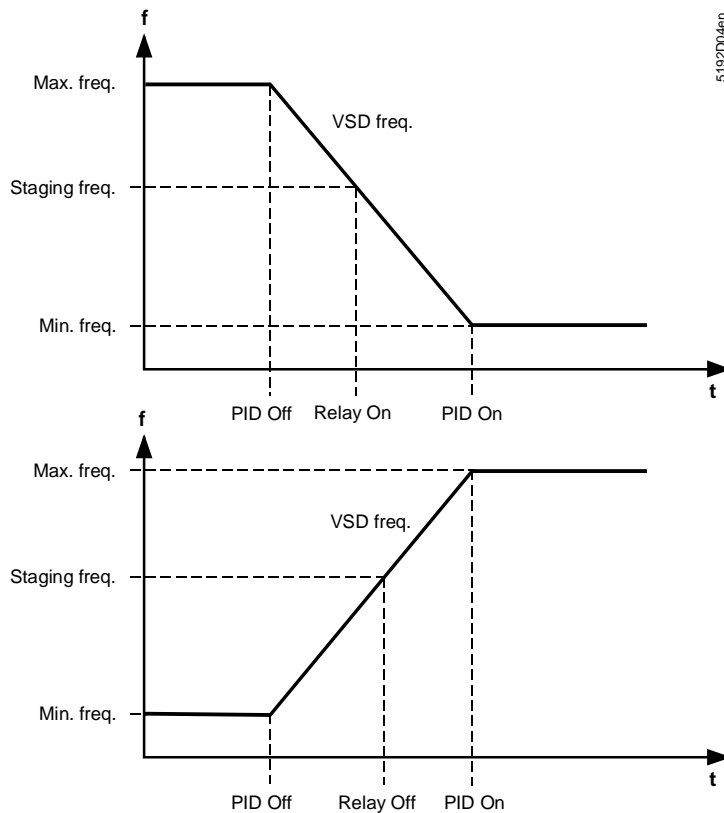 5192D04en
f
Max. freq.
VSD freq.
Staging freq.
Min. freq.
t
PID Off Relay On PID On
f
Max. freq.
VSD freq.
Staging freq.
Min. freq.
t
PID Off Relay Off PID On